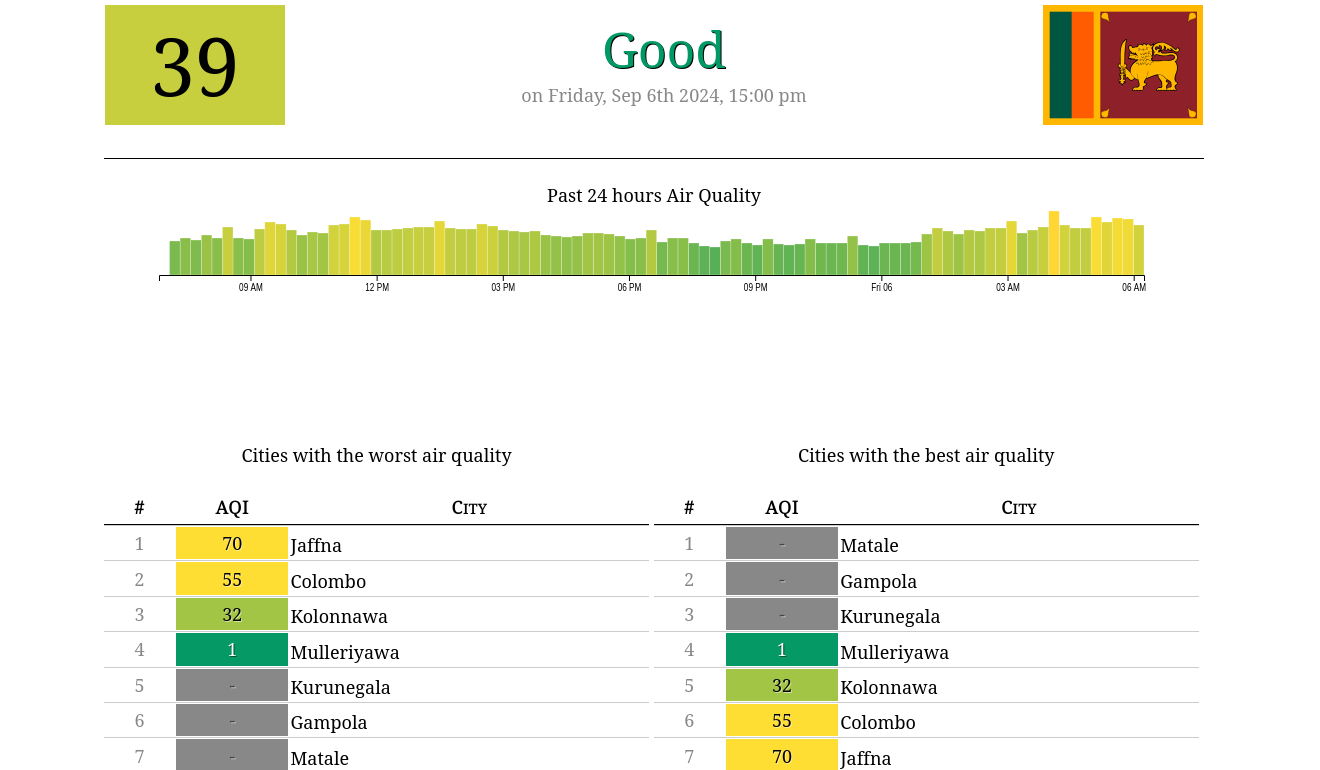 39
Good
on Friday, Sep 6th 2024, 15:00 pm
Past 24 hours Air Quality
09 AM 12 PM 03 PM 06 PM 09 PM Fri 06 03 AM 06 AM
Cities with the worst air quality
# AQI City
1 70 Jaffna
2 55 Colombo
3 32 Kolonnawa
4 1 Mulleriyawa
5 - Kurunegala
6 - Gampola
7 - Matale
Cities with the best air quality
# AQI City
1 - Matale
2 - Gampola
3 - Kurunegala
4 1 Mulleriyawa
5 32 Kolonnawa
6 55 Colombo
7 70 Jaffna